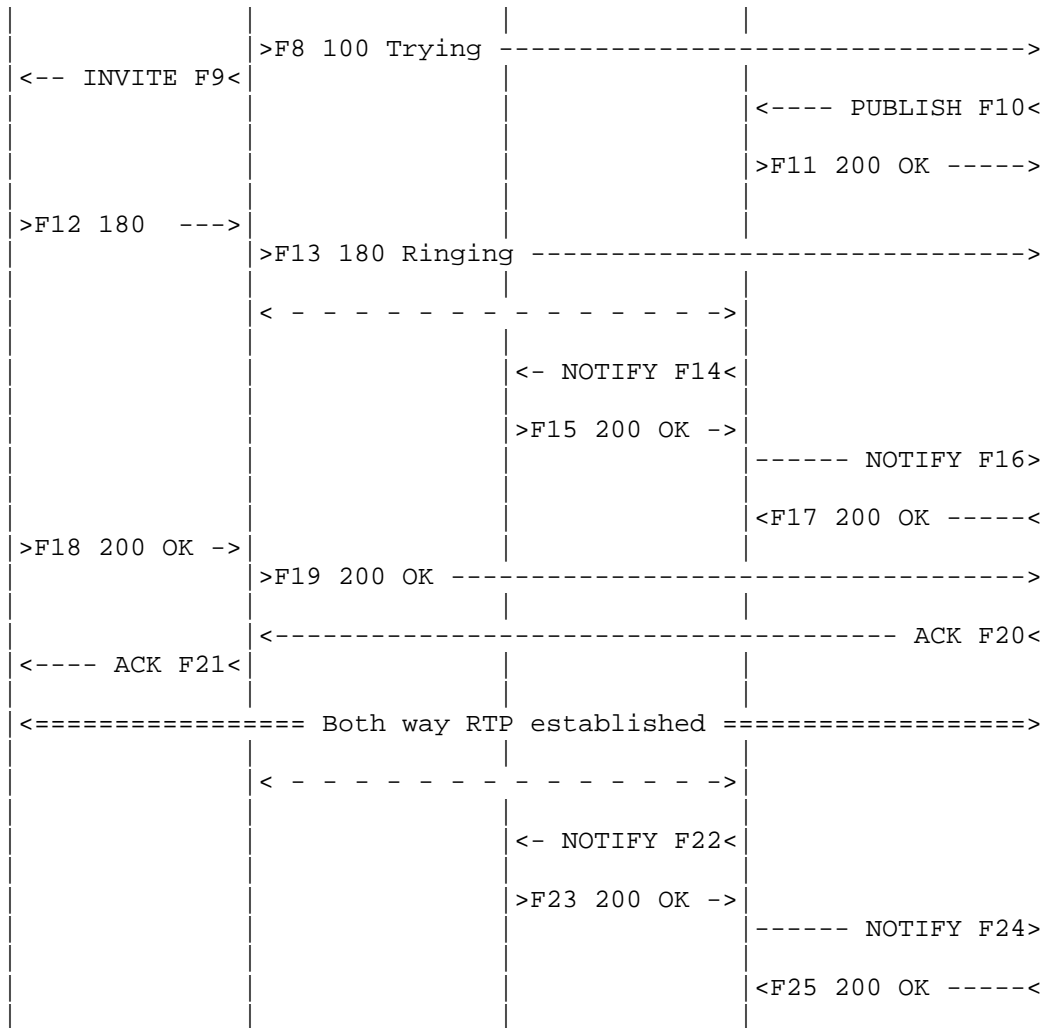 >F8 100 Trying --------------------------------->
<-- INVITE F9<
<---- PUBLISH F10<
>F11 200 OK ----->
>F12 180 --->
>F13 180 Ringing ------------------------------->
< - - - - - - - - - - - - - ->
<- NOTIFY F14<
>F15 200 OK ->
------ NOTIFY F16>
<F17 200 OK -----<
>F18 200 OK ->
>F19 200 OK ------------------------------------>
<--------------------------------------- ACK F20<
<---- ACK F21<
<================== Both way RTP established ===================>
< - - - - - - - - - - - - - ->
<- NOTIFY F22<
>F23 200 OK ->
------ NOTIFY F24>
<F25 200 OK -----<